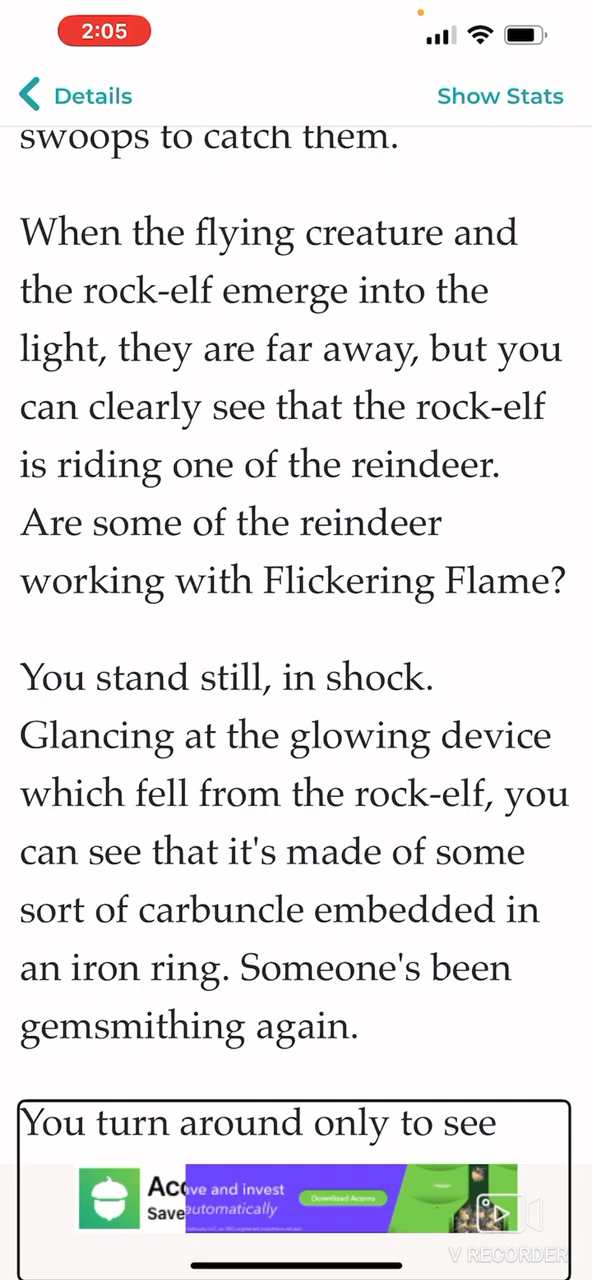 2:05
Details
Show Stats
swoops to catch them.
When the flying creature and
the rock-elf emerge into the
light, they are far away, but you
can clearly see that the rock-elf
is riding one of the reindeer.
Are some of the reindeer
working with Flickering Flame?
You stand still, in shock.
Glancing at the glowing device
which fell from the rock-elf, you
can see that it's made of some
sort of carbuncle embedded in
an iron ring. Someone's been
gemsmithing again.
You turn around only to see
ve and invest
automatically
Download Acorns
Save
V RECORDER